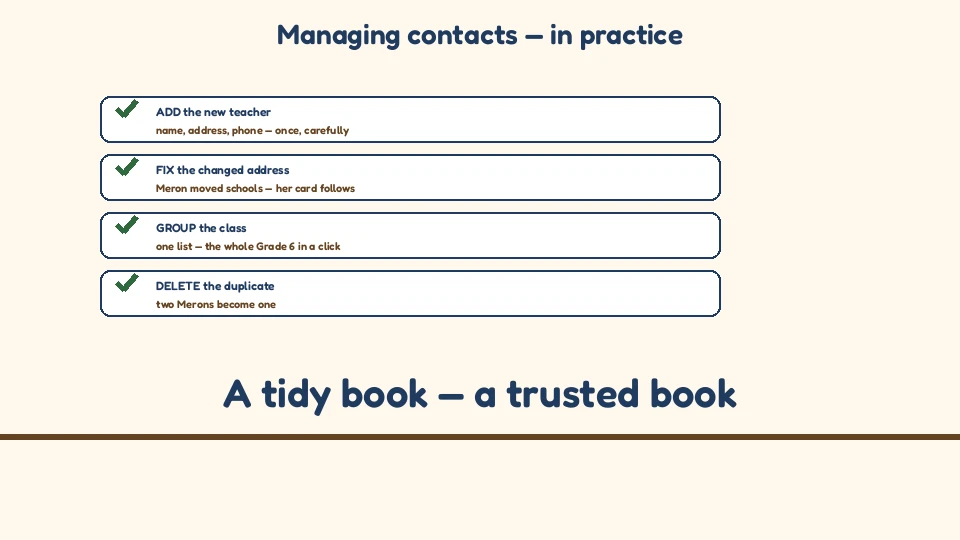 Managing contacts — in practice
ADD the new teacher
name, address, phone — once, carefully
FIX the changed address
Meron moved schools — her card follows
GROUP the class
one list — the whole Grade 6 in a click
DELETE the duplicate
two Merons become one
A tidy book — a trusted book